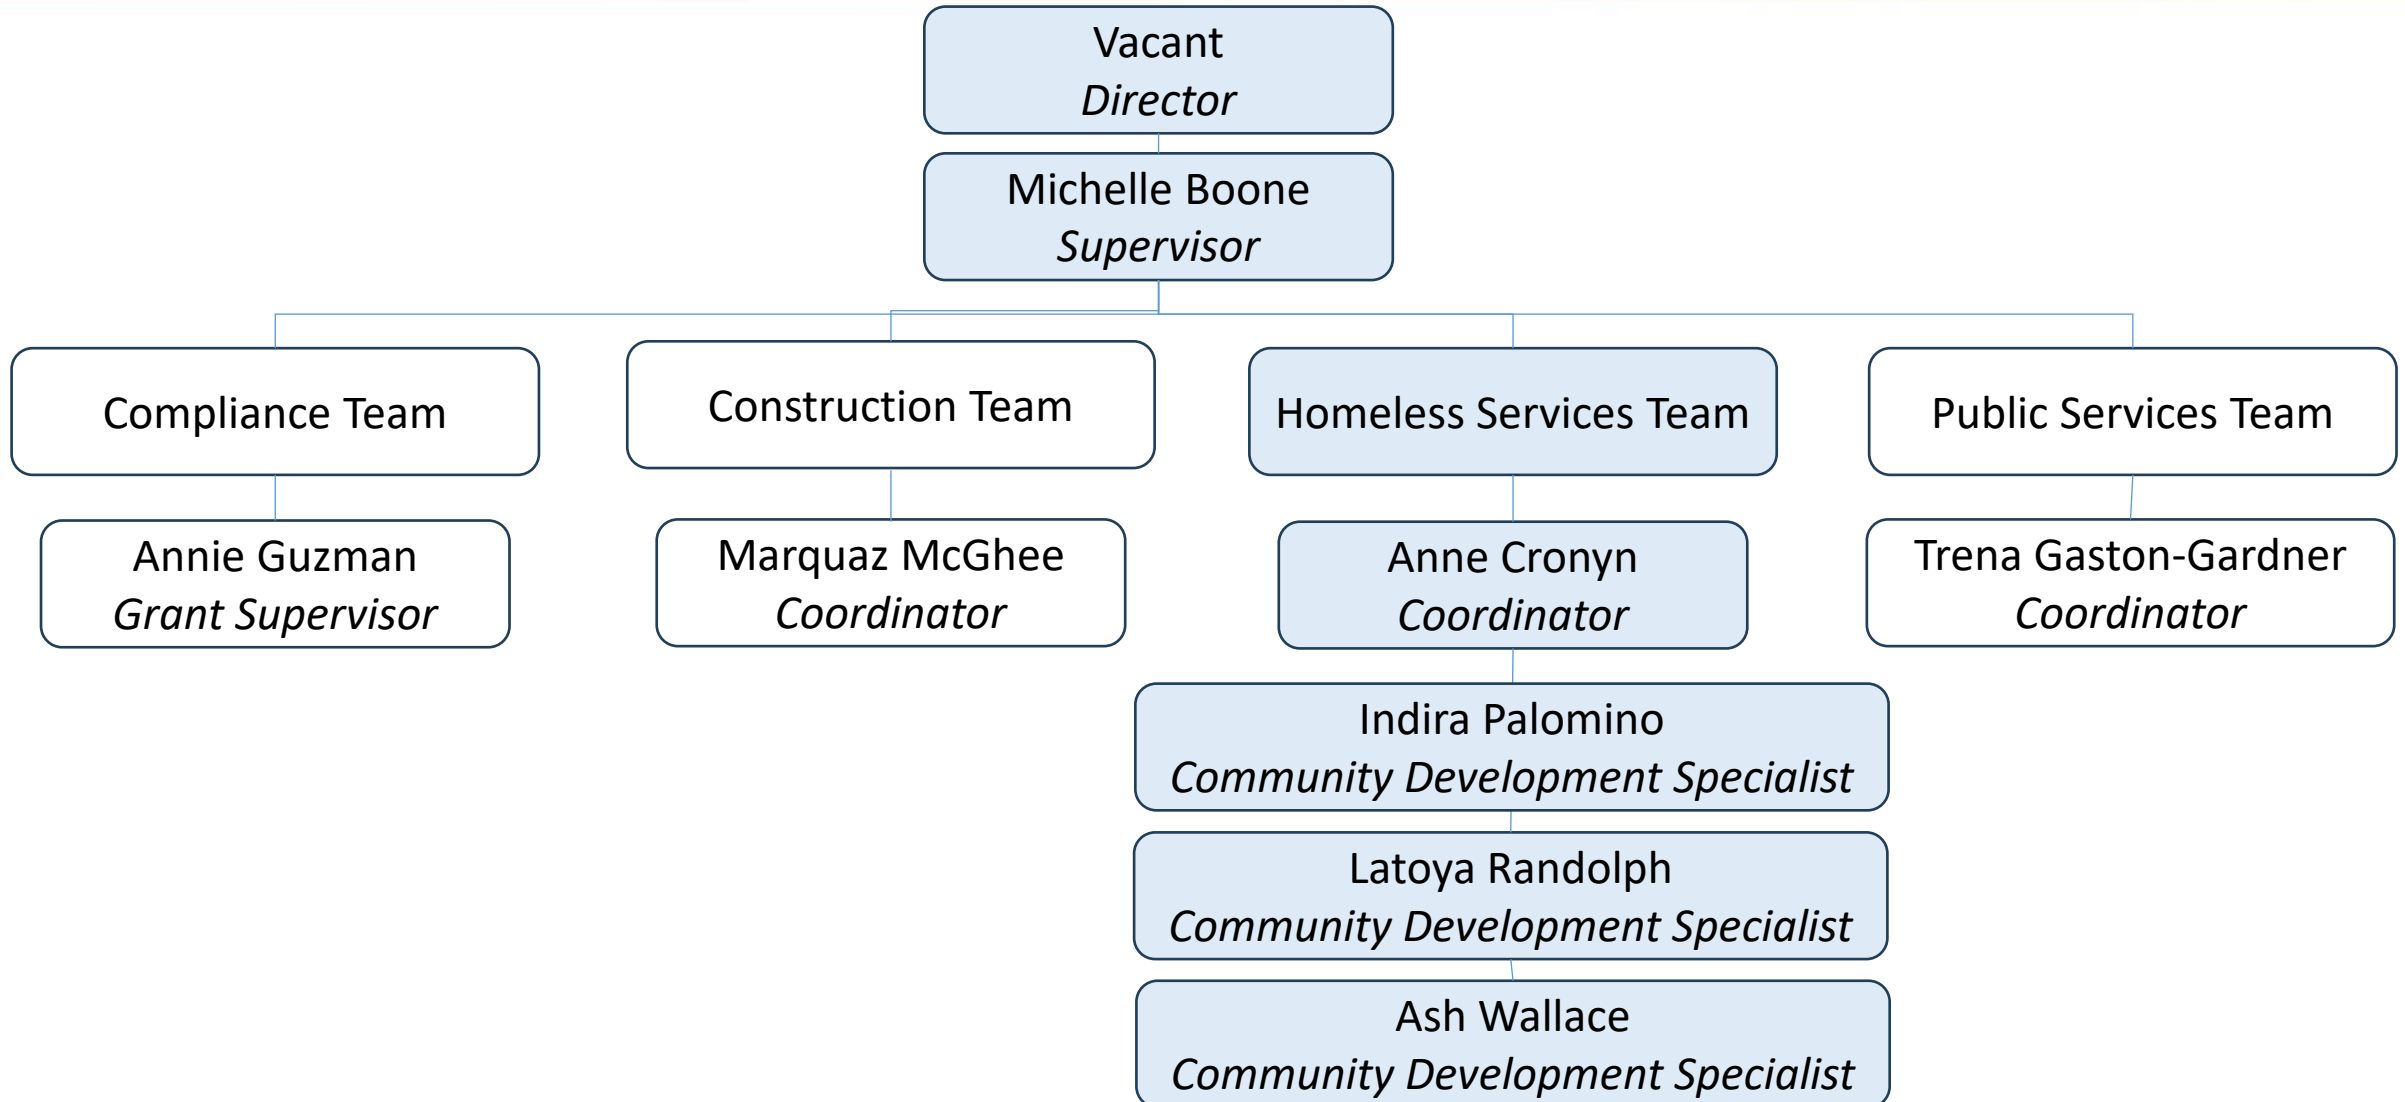 Vacant
Director
Michelle Boone
Supervisor
Compliance Team
Construction Team
Homeless Services Team
Public Services Team
Annie Guzman
Grant Supervisor
Marquaz McGhee
Coordinator
Anne Cronyn
Coordinator
Trena Gaston-Gardner
Coordinator
Indira Palomino
Community Development Specialist
Latoya Randolph
Community Development Specialist
Ash Wallace
Community Development Specialist